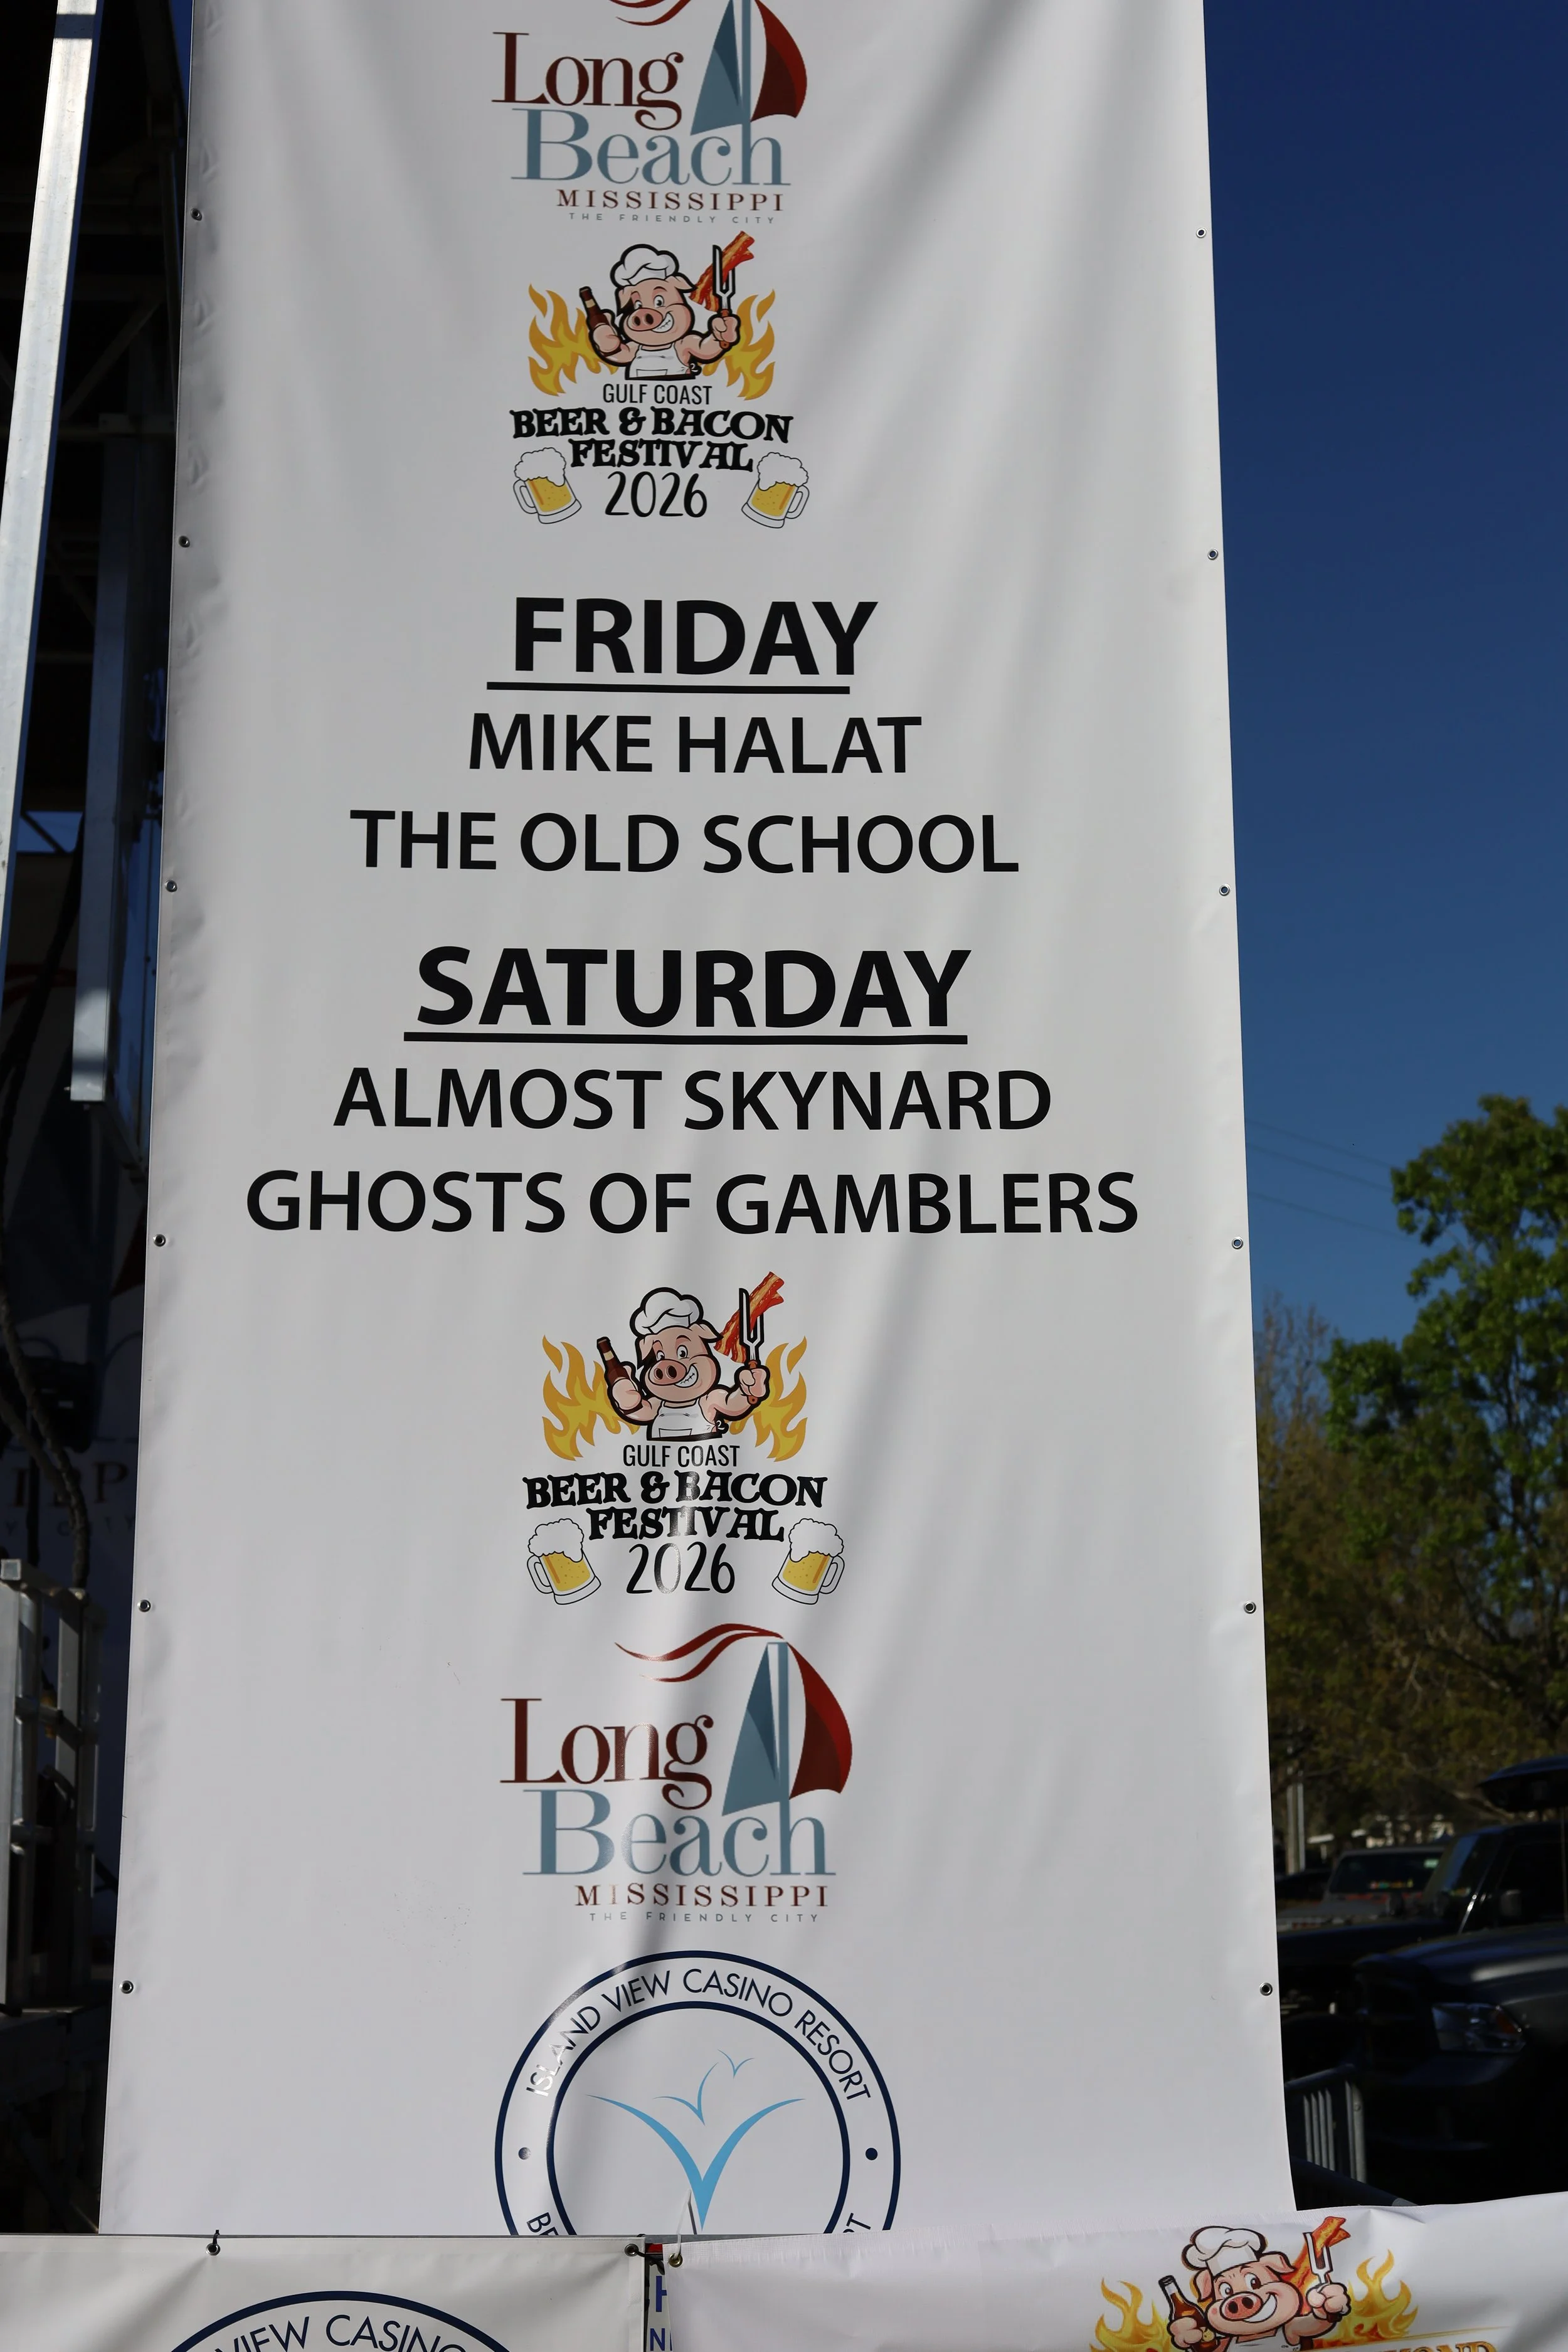 Long
Beach
MISSISSIPPI
THE FRIENDLY CITY
GULF COAST
BEER & BACON
FESTIVAL
2026
FRIDAY
MIKE HALAT
THE OLD SCHOOL
SATURDAY
ALMOST SKYNARD
GHOSTS OF GAMBLERS
GULF COAST
BEER & BACON
FESTIVAL
2026
Long
Beach
MISSISSIPPI
THE FRIENDLY CITY
ISLAND VIEW CASINO RESORT
VIEW CASINO